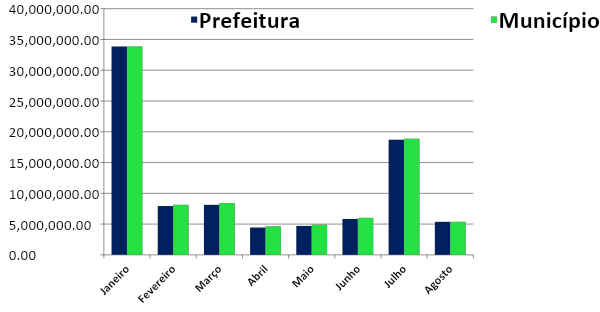 Prefeitura
Município
40,000,000.00
35,000,000.00
30,000,000.00
25,000,000.00
20,000,000.00
15,000,000.00
10,000,000.00
5,000,000.00
0.00
Janeiro
Fevereiro
Março
Abril
Maio
Junho
Julho
Agosto